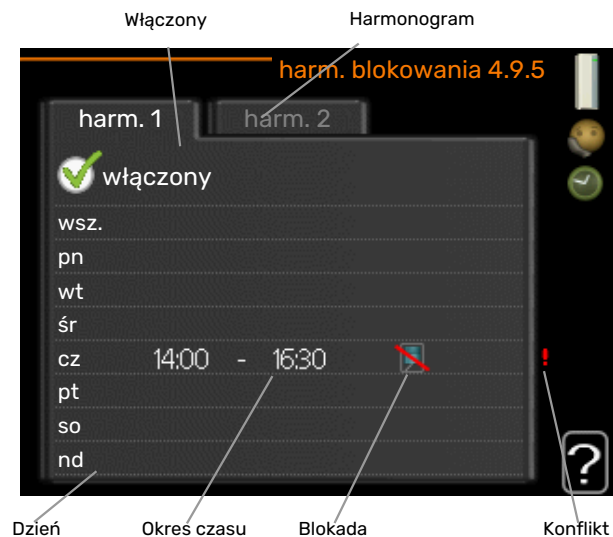 Włączony Harmonogram
harm. blokowania 4.9.5
harm. 1 harm. 2
włączony
wsz.
pn
wt
śr
cz 14:00 - 16:30 !
pt
so
nd
?
Dzień Okres czasu Blokada Konflikt